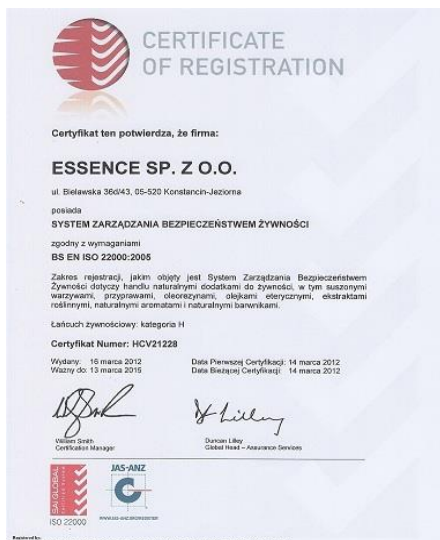 CERTIFICATE
OF REGISTRATION
Certyfikat ten potwierdza, że firma:
ESSENCE SP. Z O.O.
ul. Bielawska 36d/43, 05-520 Konstancin-Jeziorna
posiada
SYSTEM ZARZĄDZANIA BEZPIECZEŃSTWEM ŻYWNOŚCI
zgodny z wymaganiami
BS EN ISO 22000:2005
Zakres rejestracji, jakim objęty jest System Zarządzania Bezpieczeństwem
Żywności dotyczy handlu naturalnymi dodatkami do żywności, w tym suszonymi
warzywami, przyprawami, oleorezynami, olejkami eterycznymi, ekstraktami
roślinnymi, naturalnymi aromatami i naturalnymi barwnikami.
Łańcuch żywnościowy: kategoria H
Certyfikat Numer: HCV21228
Wydany: 16 marca 2012 Data Pierwszej Certyfikacji: 14 marca 2012
Ważny do: 13 marca 2015 Data Bieżącej Certyfikacji: 14 marca 2012
William Smith Duncan Lilley
Certification Manager Global Head – Assurance Services
SAI GLOBAL
JAS-ANZ
C
ISO 22000
Registered by: